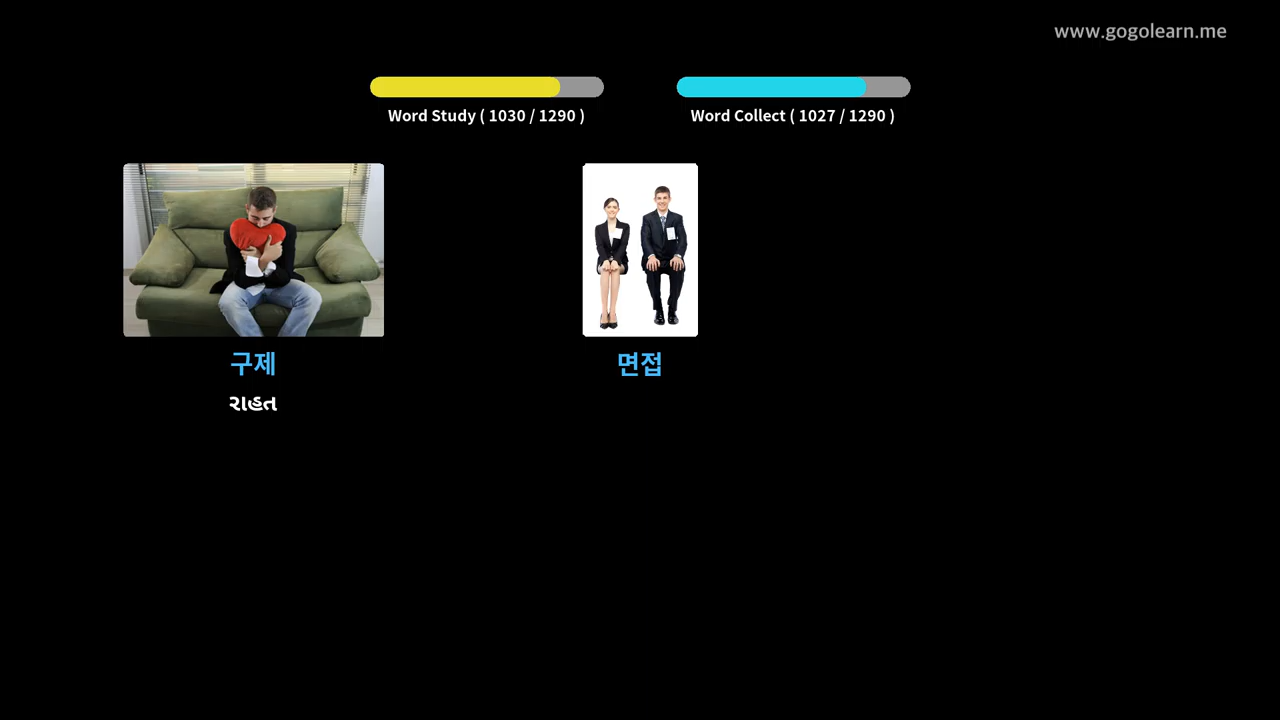 www.gogolearn.me
Word Study ( 1030 / 1290 )
Word Collect ( 1027 / 1290 )
구제
면접
રાહત